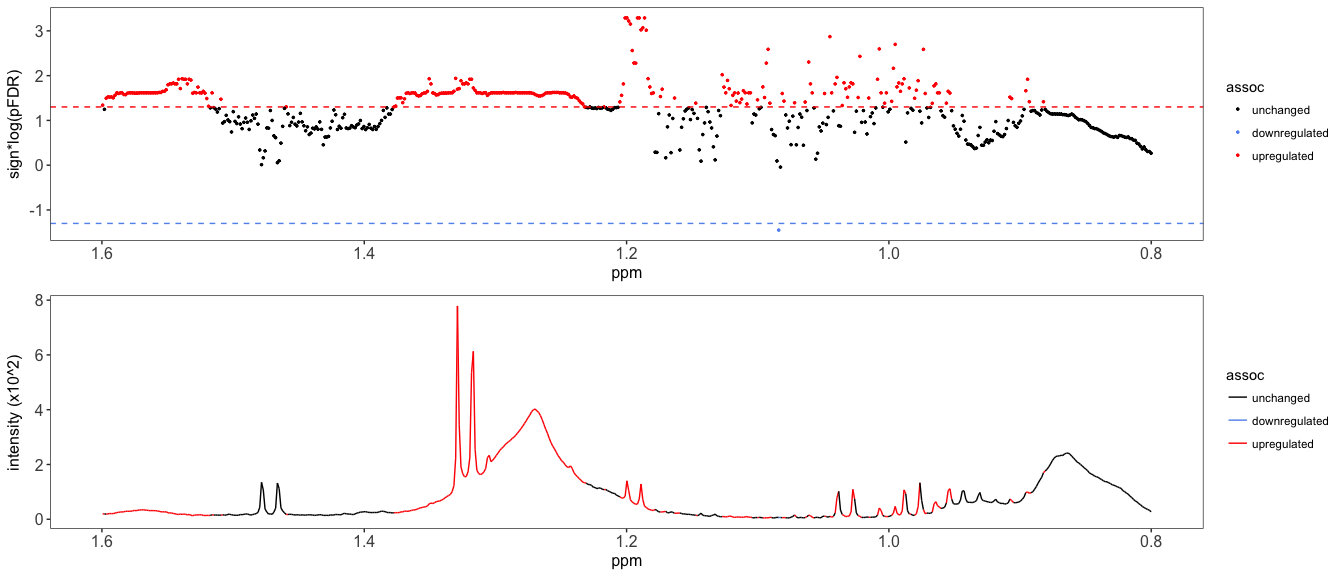 sign*log(pFDR)
3
2
1
0
-1
1.6
1.4
1.2
1.0
0.8
ppm
assoc
unchanged
downregulated
upregulated
intensity (x10^2)
8
6
4
2
0
1.6
1.4
1.2
1.0
0.8
ppm
assoc
unchanged
downregulated
upregulated